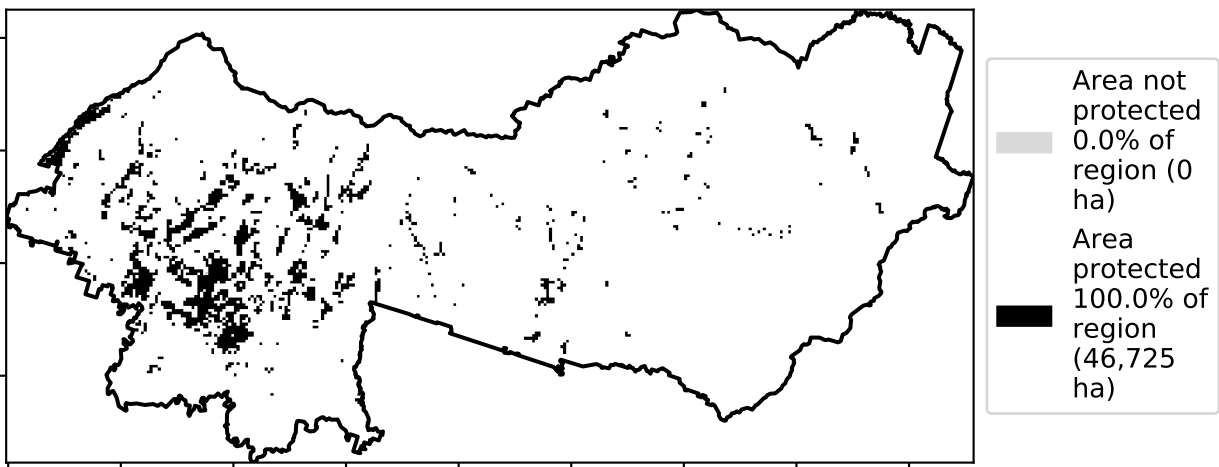 Area not
protected
0.0% of
region (0
ha)
Area
protected
100.0% of
region
(46,725
ha)